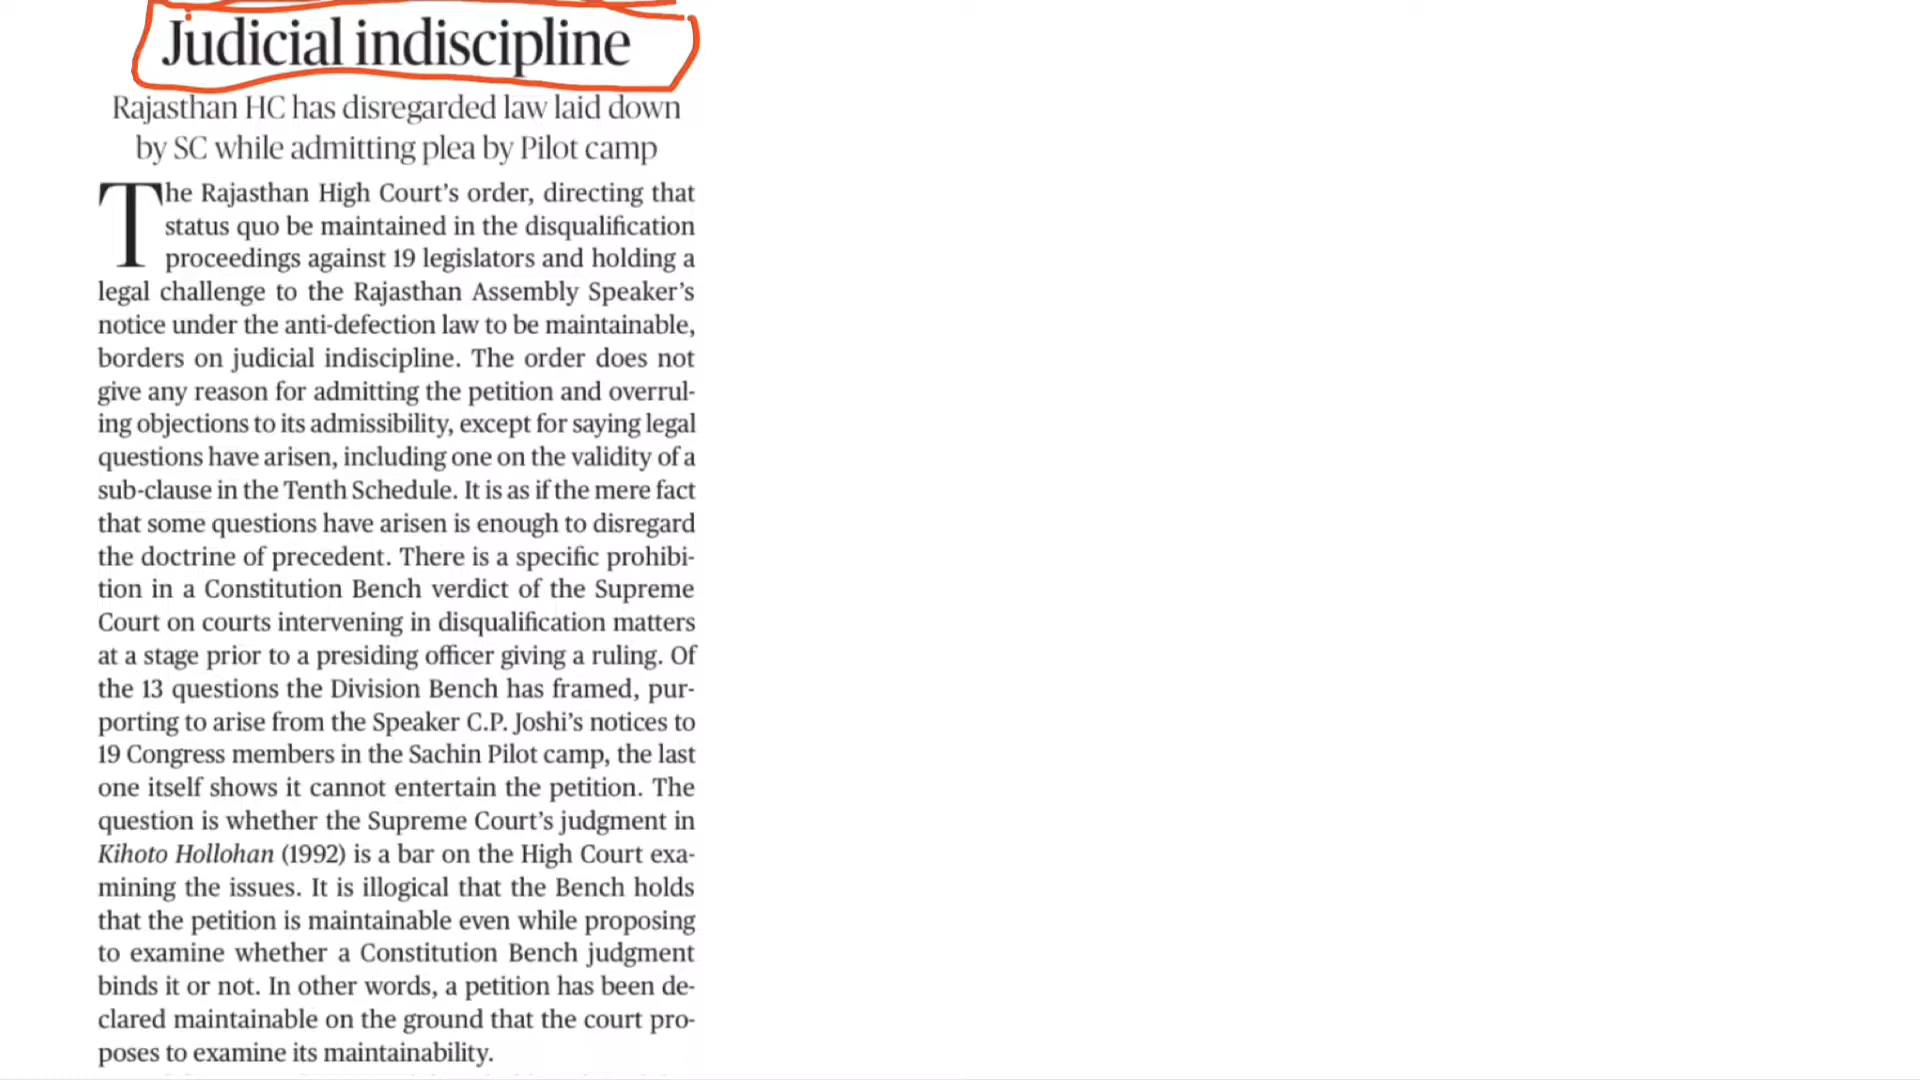 Judicial indiscipline
Rajasthan HC has disregarded law laid down
by SC while admitting plea by Pilot camp
The Rajasthan High Court's order, directing that
status quo be maintained in the disqualification
proceedings against 19 legislators and holding a
legal challenge to the Rajasthan Assembly Speaker's
notice under the anti-defection law to be maintainable,
borders on judicial indiscipline. The order does not
give any reason for admitting the petition and overrul-
ing objections to its admissibility, except for saying legal
questions have arisen, including one on the validity of a
sub-clause in the Tenth Schedule. It is as if the mere fact
that some questions have arisen is enough to disregard
the doctrine of precedent. There is a specific prohibi-
tion in a Constitution Bench verdict of the Supreme
Court on courts intervening in disqualification matters
at a stage prior to a presiding officer giving a ruling. Of
the 13 questions the Division Bench has framed, pur-
porting to arise from the Speaker C.P. Joshi's notices to
19 Congress members in the Sachin Pilot camp, the last
one itself shows it cannot entertain the petition. The
question is whether the Supreme Court's judgment in
Kihoto Hollohan (1992) is a bar on the High Court exa-
mining the issues. It is illogical that the Bench holds
that the petition is maintainable even while proposing
to examine whether a Constitution Bench judgment
binds it or not. In other words, a petition has been de-
clared maintainable on the ground that the court pro-
poses to examine its maintainability.